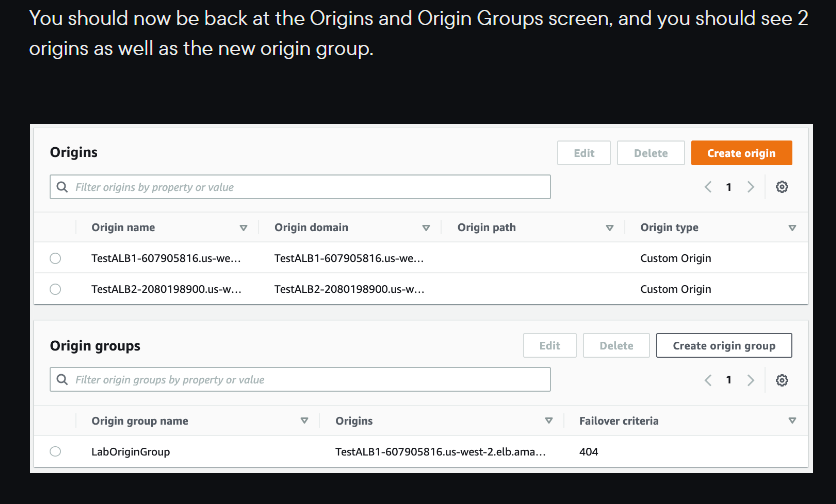 You should now be back at the Origins and Origin Groups screen, and you should see 2
origins as well as the new origin group.
Origins
Edit Delete Create origin
Filter origins by property or value
1
Origin name Origin domain Origin path Origin type
TestALB1-607905816.us-we... TestALB1-607905816.us-we... Custom Origin
TestALB2-2080198900.us-w... TestALB2-2080198900.us-w... Custom Origin
Origin groups
Edit Delete Create origin group
Filter origin groups by property or value
1
Origin group name Origins Failover criteria
LabOriginGroup TestALB1-607905816.us-west-2.elb.ama... 404